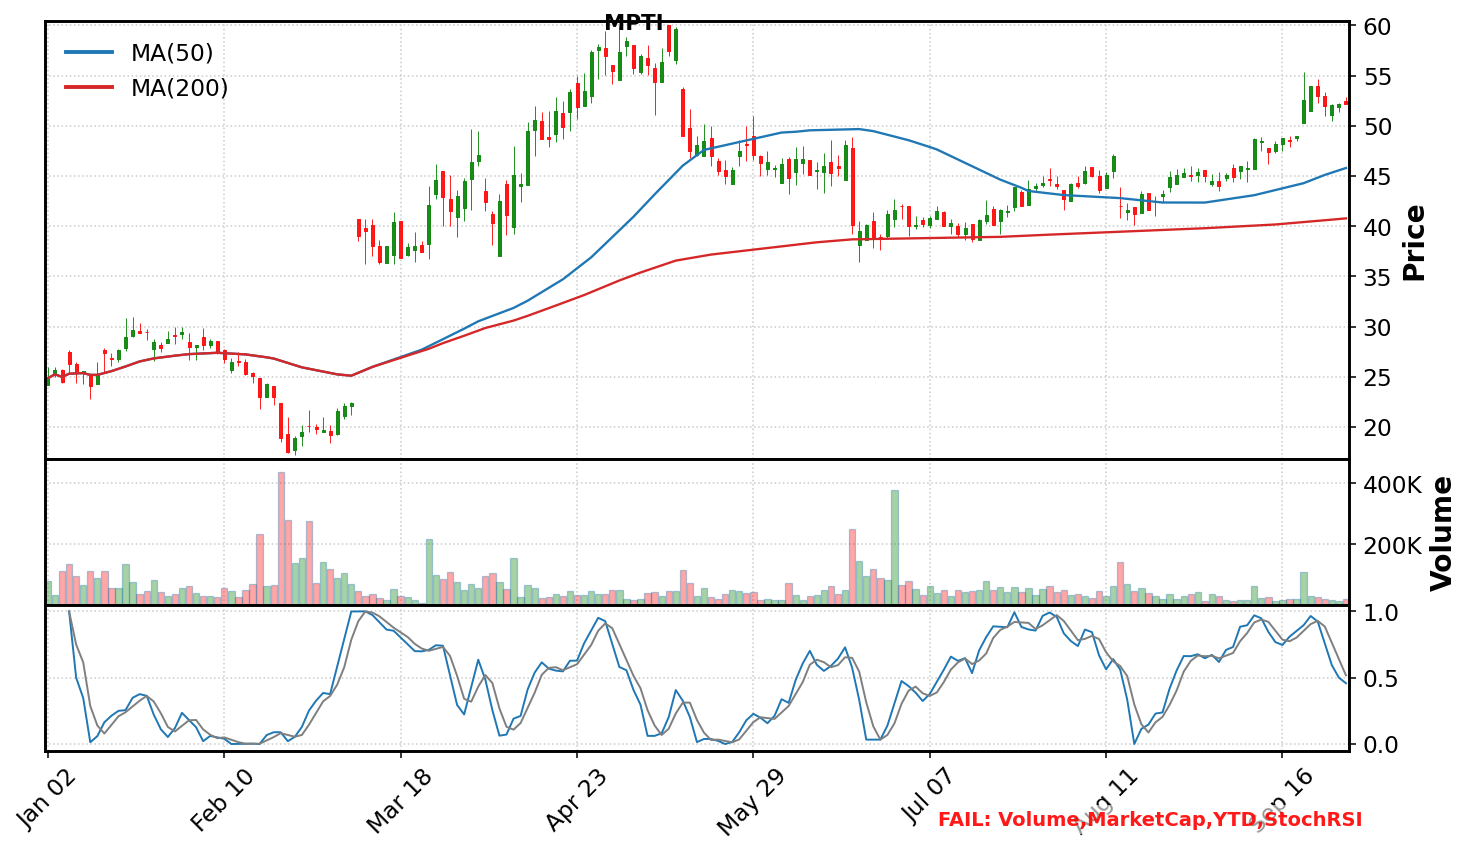 MPTI
MA(50)
MA(200)
60
55
50
45
40
35
30
25
20
Price
400K
200K
Volume
1.0
0.5
0.0
Jan 02
Feb 10
Mar 18
Apr 23
May 29
Jul 07
Aug 11
Sep 16
FAIL: Volume,MarketCap,YTD,StochRSI